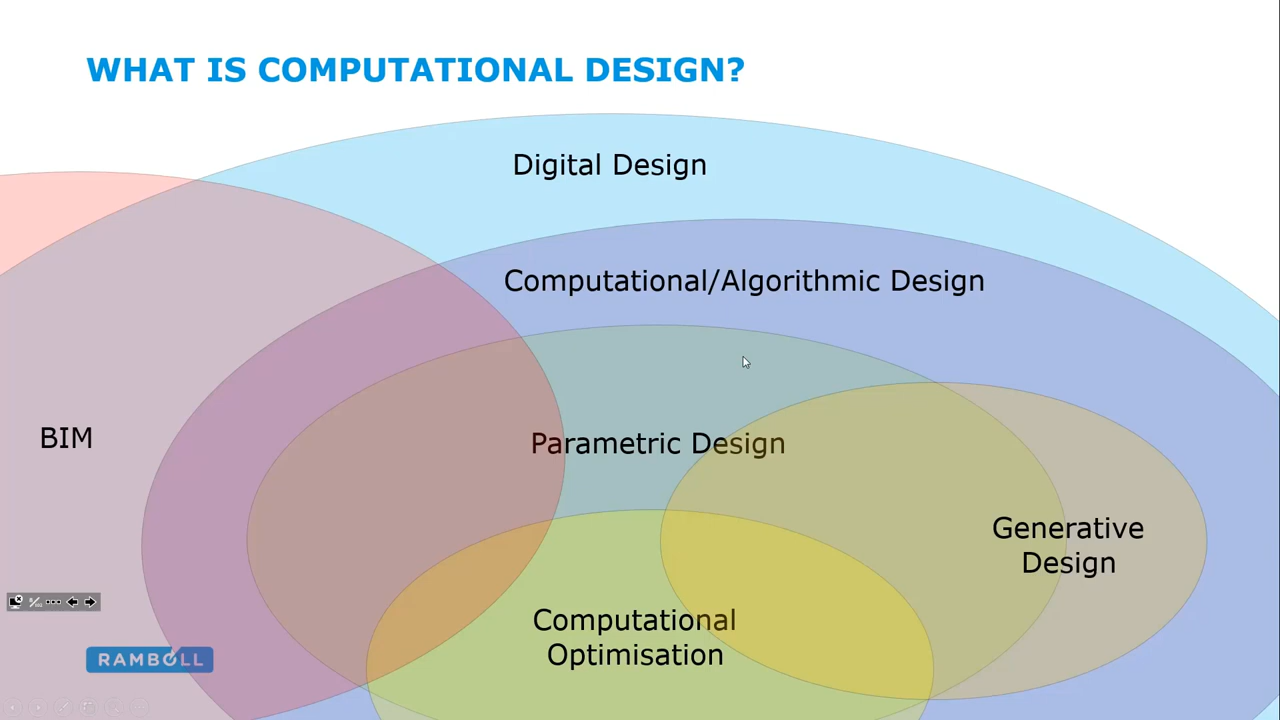 WHAT IS COMPUTATIONAL DESIGN?
Digital Design
Computational/Algorithmic Design
BIM
Parametric Design
Generative
Design
Computational
Optimisation
RAMBOLL